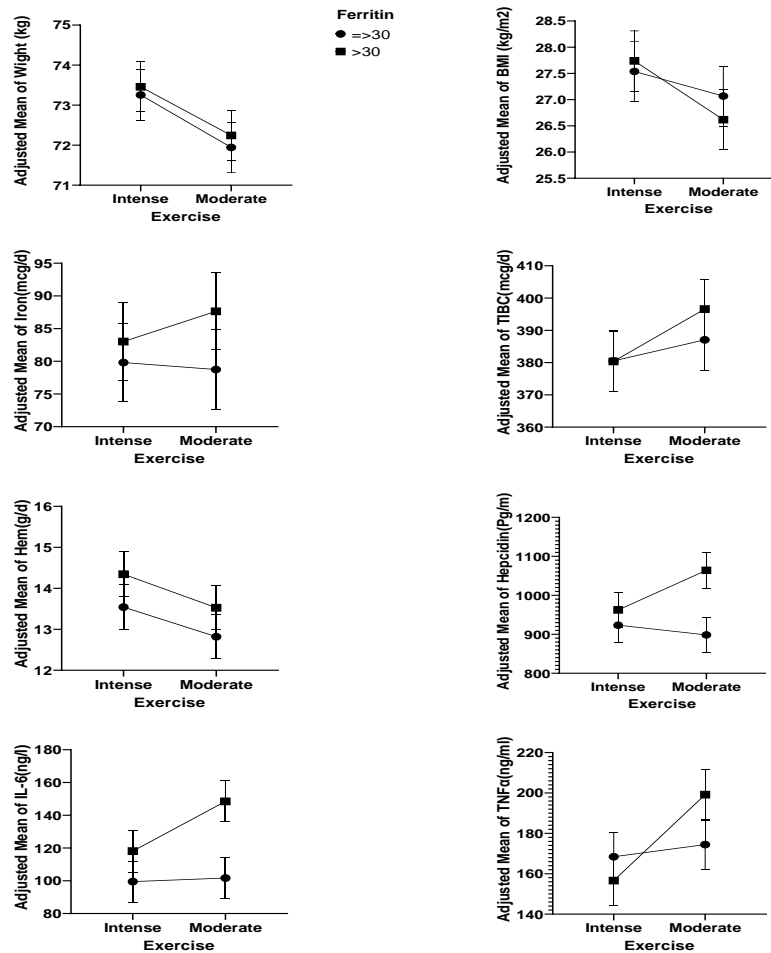 Ferritin
=>30
>30
Adjusted Mean of Wight (kg)
75
74
73
72
71
Intense Moderate
Exercise
Adjusted Mean of BMI (kg/m2)
28.5
28.0
27.5
27.0
26.5
26.0
25.5
Intense Moderate
Exercise
Adjusted Mean of Iron(mcg/d)
95
90
85
80
75
70
Intense Moderate
Exercise
Adjusted Mean of TIBC(mcg/d)
410
400
390
380
370
360
Intense Moderate
Exercise
Adjusted Mean of Hem(g/d)
16
15
14
13
12
Intense Moderate
Exercise
Adjusted Mean of Hepcidin(Pg/m)
1200
1100
1000
900
800
Intense Moderate
Exercise
Adjusted Mean of IL-6(ng/l)
180
160
140
120
100
80
Intense Moderate
Exercise
Adjusted Mean of TNFα(ng/ml)
220
200
180
160
140
Intense Moderate
Exercise